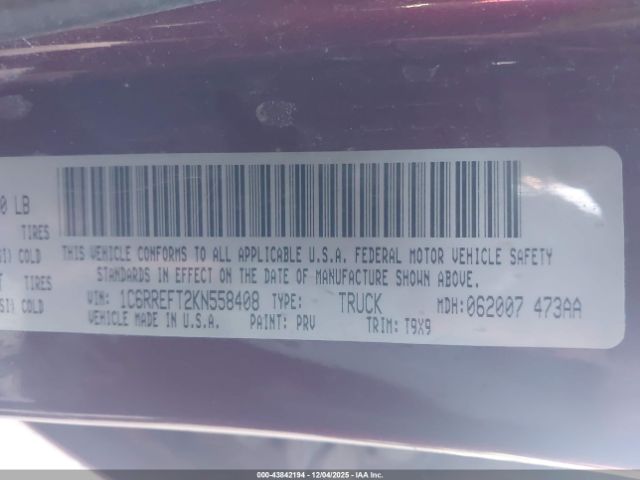 0 LB
TIRES
SI) COLD
T TIRES
SI) COLD
THIS VEHICLE CONFORMS TO ALL APPLICABLE U.S.A. FEDERAL MOTOR VEHICLE SAFETY
STANDARDS IN EFFECT ON THE DATE OF MANUFACTURE SHOWN ABOVE.
VIN: 1C6RREFT2KN558408 TYPE: TRUCK MDH: 062007 473AA
VEHICLE MADE IN U.S.A. PAINT: PRV TRIM: T9X9
000-43842194 - 12/04/2025 - IAA Inc.